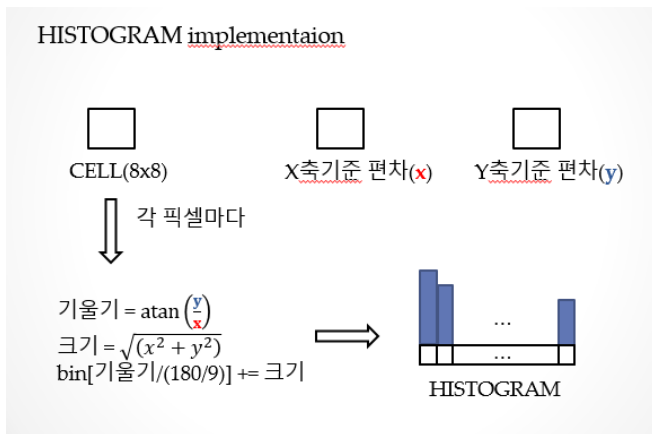 HISTOGRAM implementaion
CELL(8x8)
X축기준 편차(x)
Y축기준 편차(y)
각 픽셀마다
기울기 = atan(y/x)
크기 = √(x² + y²)
bin[기울기/(180/9)] += 크기
...
...
HISTOGRAM